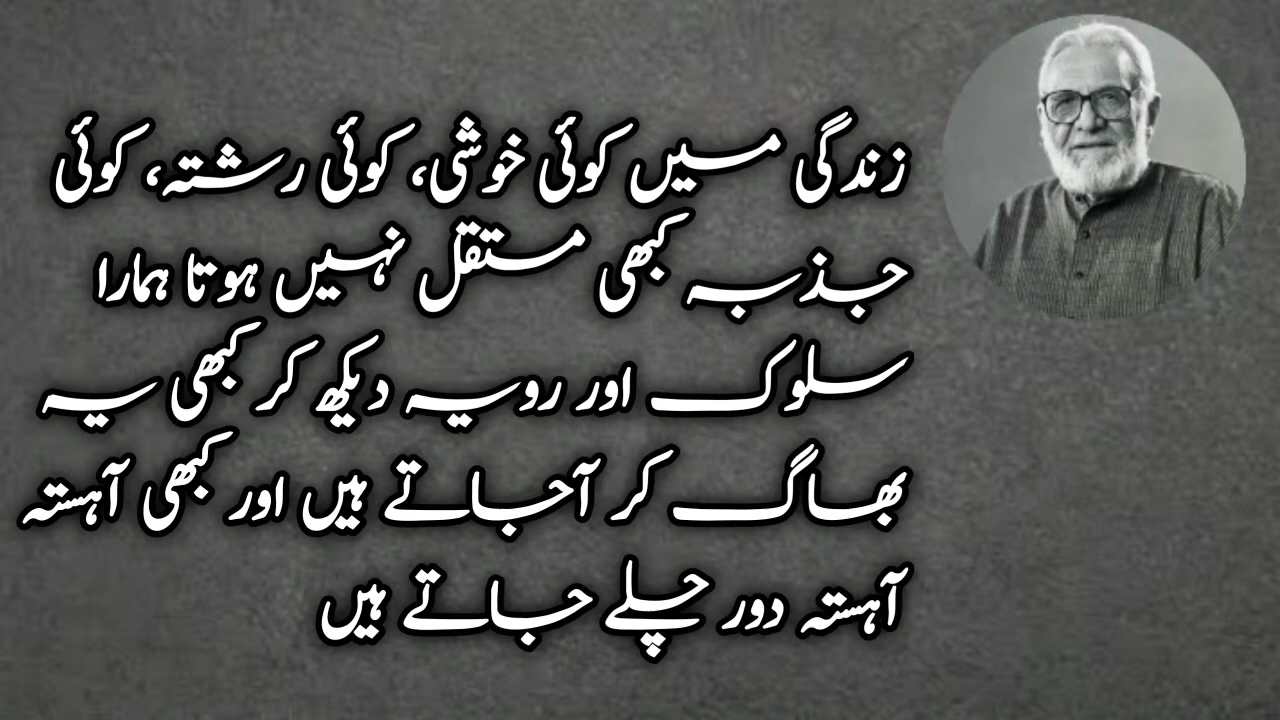 زندگی میں کوئی خوشی، کوئی رشتہ، کوئی
جذبہ کبھی مستقل نہیں ہوتا ہمارا
سلوک اور رویہ دیکھ کر کبھی یہ
بھاگ کر آجاتے ہیں اور کبھی آہستہ
آہستہ دور چلے جاتے ہیں